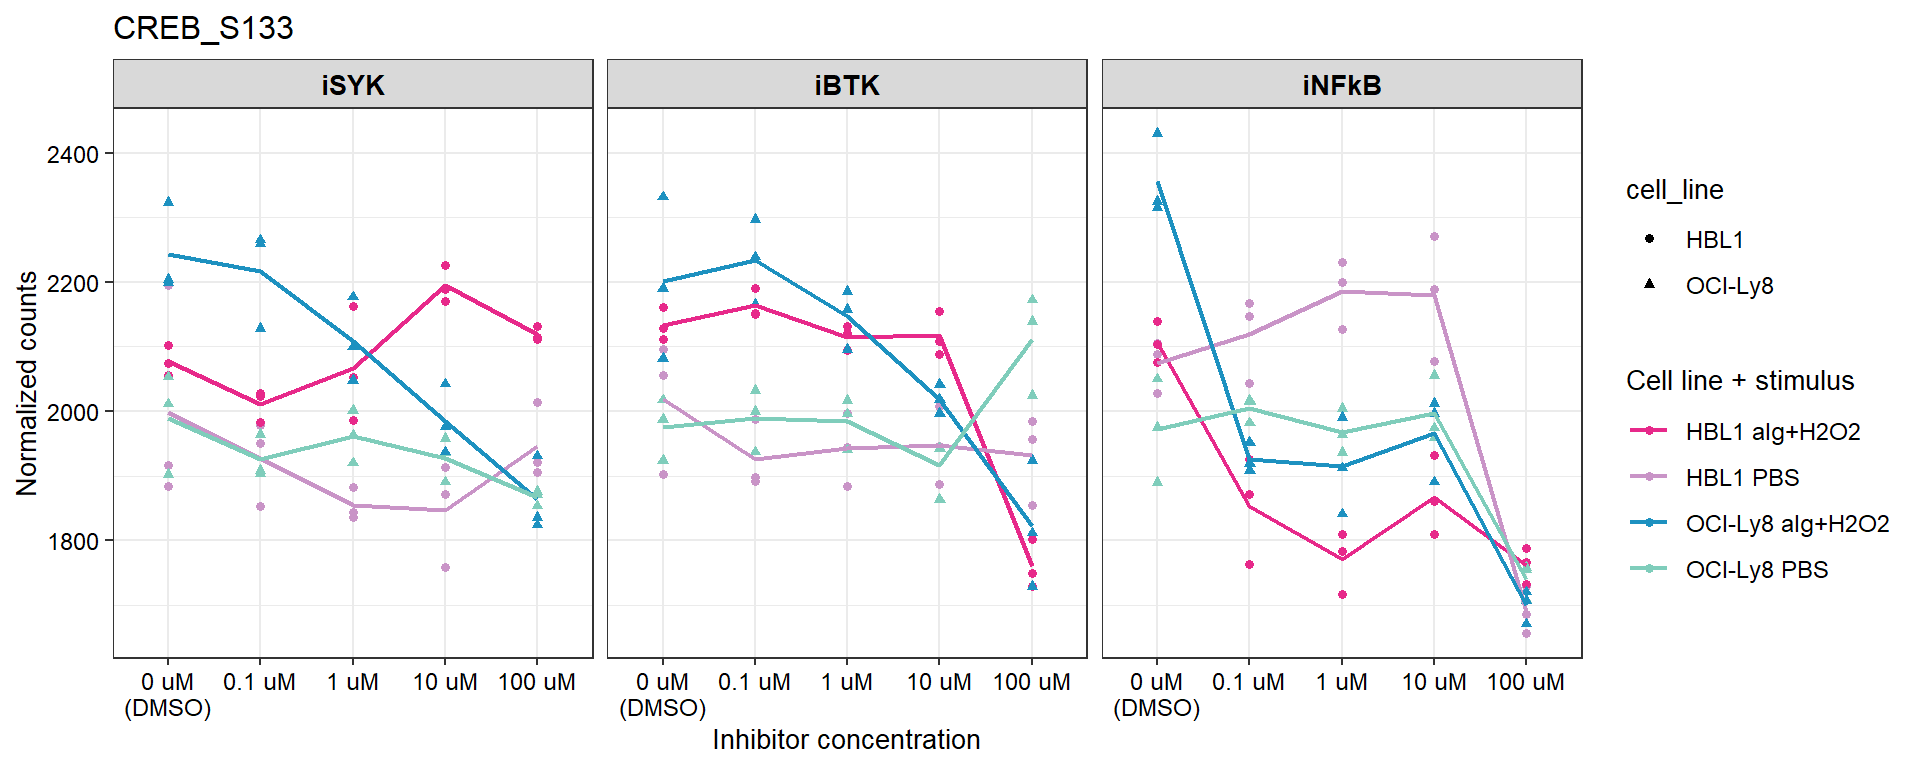 CREB_S133
iSYK
iBTK
iNFkB
Normalized counts
2400
2200
2000
1800
0 uM
(DMSO)
0.1 uM
1 uM
10 uM
100 uM
0 uM
(DMSO)
0.1 uM
1 uM
10 uM
100 uM
0 uM
(DMSO)
0.1 uM
1 uM
10 uM
100 uM
Inhibitor concentration
cell_line
HBL1
OCI-Ly8
Cell line + stimulus
HBL1 aIg+H2O2
HBL1 PBS
OCI-Ly8 aIg+H2O2
OCI-Ly8 PBS